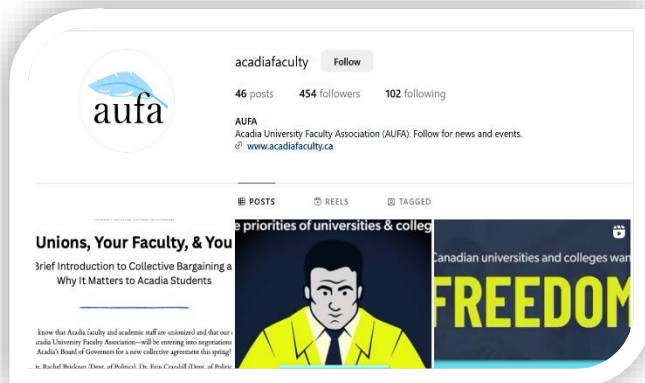 aufa
acadiafaculty Follow
46 posts 454 followers 102 following
AUFA
Acadia University Faculty Association (AUFA). Follow for news and events.
www.acadiafaculty.ca
POSTS REELS TAGGED
Unions, Your Faculty, & You
Brief Introduction to Collective Bargaining a
Why It Matters to Acadia Students
know that Acadia faculty and academic staff are unionized and that our
cadia University Faculty Association—will be entering into negotiations
Acadia's Board of Governors for a new collective agreement this spring?
Dr. Rachel Brickner (Dept. of Politics), Dr. Erin Crandall (Dept. of Politic
e priorities of universities & colleg
Canadian universities and colleges wan
FREEDOM